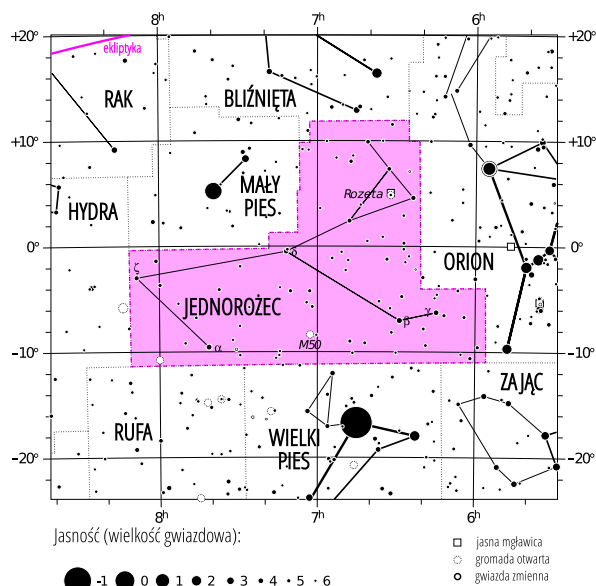 8h 7h 6h
+20° +20°
ekliptyka
RAK BLIŹNIĘTA
+10° +10°
MAŁY
PIES
Rozeta
HYDRA
0° 0°
ORION
δ
ζ
JEDNOROŻEC
γ
β
α M50
-10° -10°
ZAJĄC
RUFA WIELKI
PIES
-20° -20°
8h 7h 6h
Jasność (wielkość gwiazdowa):
jasna mgławica
gromada otwarta
gwiazda zmienna
-1 0 1 2 3 4 5 6